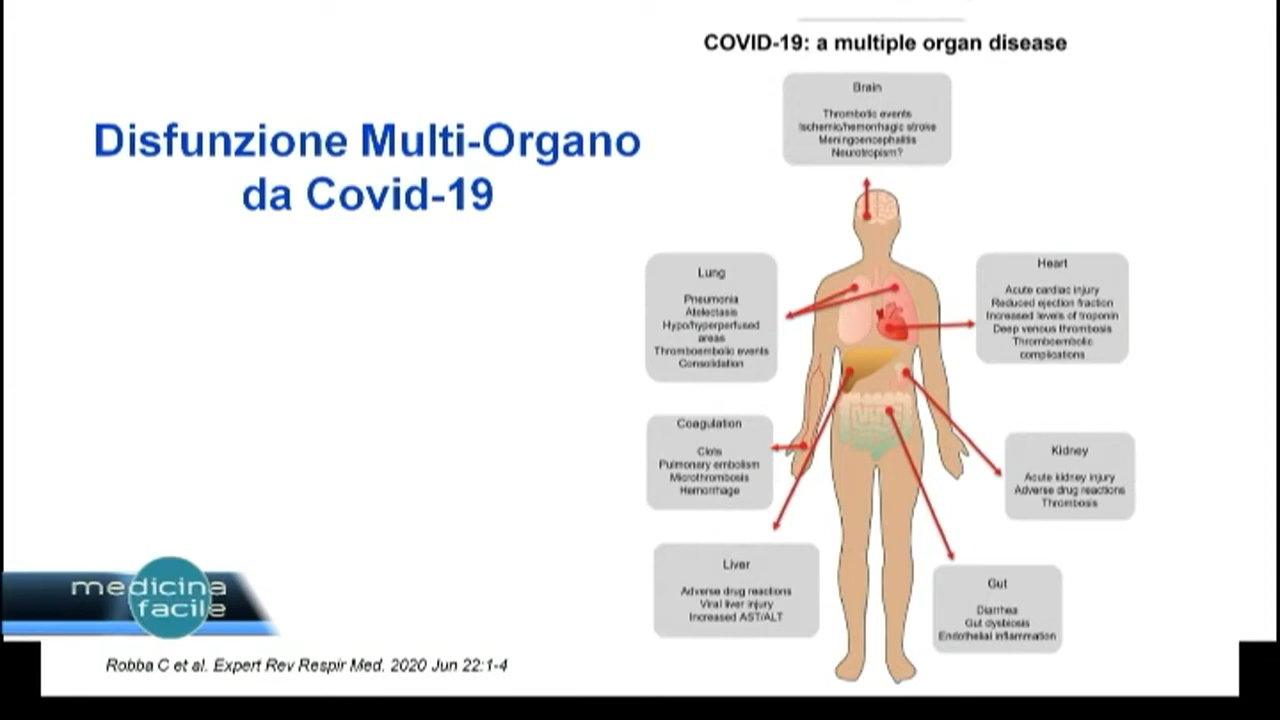 COVID-19: a multiple organ disease
Disfunzione Multi-Organo
da Covid-19
Brain
Thrombotic events
Ischemic/hemorrhagic stroke
Meningoencephalitis
Neurotropism?
Lung
Pneumonia
Atelectasis
Hypo/hyperperfused
areas
Thromboembolic events
Consolidation
Heart
Acute cardiac injury
Reduced ejection fraction
Increased levels of troponin
Deep venous thrombosis
Thromboembolic
complications
Coagulation
Clots
Pulmonary embolism
Microthrombosis
Hemorrhage
Kidney
Acute kidney injury
Adverse drug reactions
Thrombosis
Liver
Adverse drug reactions
Viral liver injury
Increased AST/ALT
Gut
Diarrhea
Gut dysbiosis
Endothelial inflammation
medicina
facile
Robba C et al. Expert Rev Respir Med. 2020 Jun 22:1-4